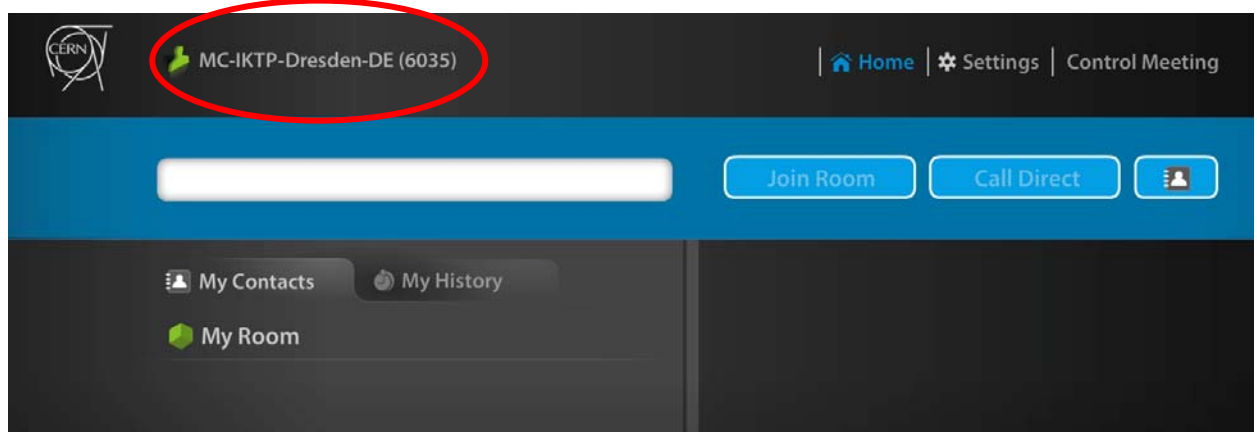 CERN
MC-IKTP-Dresden-DE (6035)
Home
Settings
Control Meeting
Join Room
Call Direct
My Contacts
My History
My Room